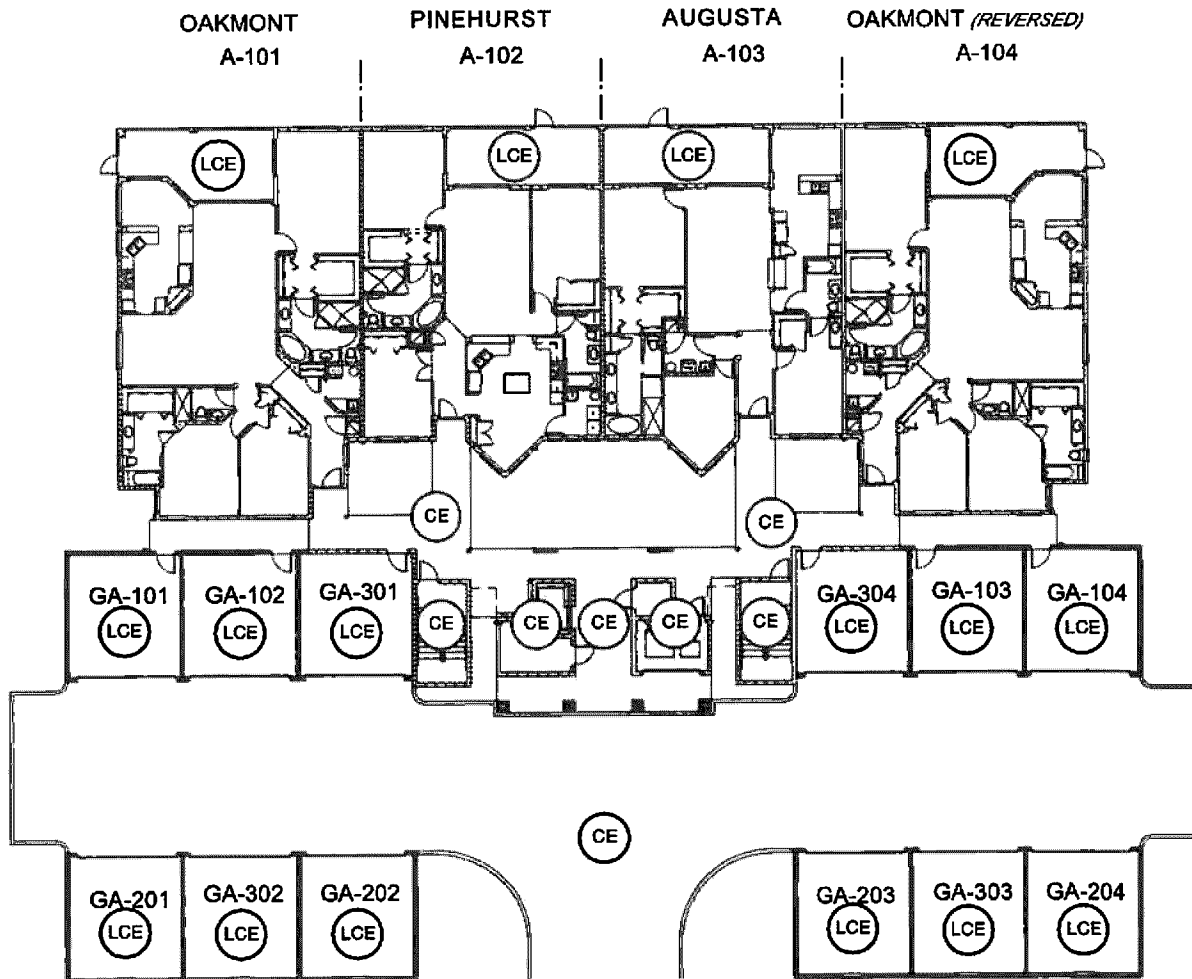 OAKMONT
A-101
PINEHURST
A-102
AUGUSTA
A-103
OAKMONT (REVERSED)
A-104
LCE
LCE
LCE
LCE
CE
CE
GA-101
LCE
GA-102
LCE
GA-301
LCE
CE
CE
CE
CE
CE
GA-304
LCE
GA-103
LCE
GA-104
LCE
CE
GA-201
LCE
GA-302
LCE
GA-202
LCE
GA-203
LCE
GA-303
LCE
GA-204
LCE